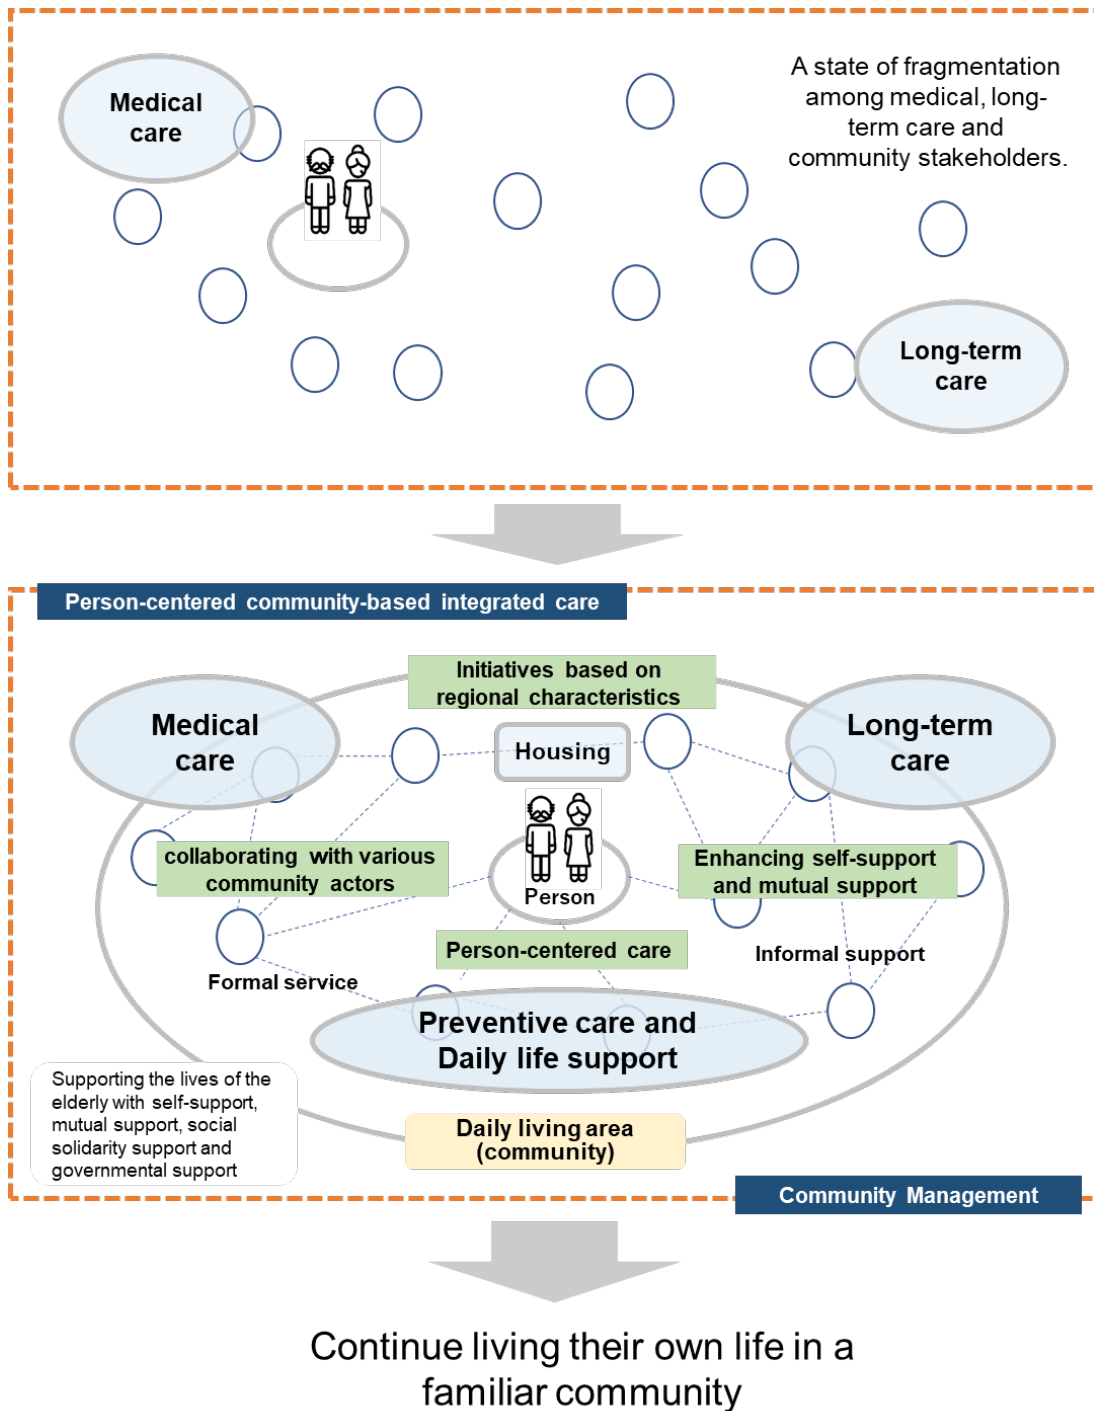 Medical
care
A state of fragmentation
among medical, long-
term care and
community stakeholders.
Long-term
care
Person-centered community-based integrated care
Initiatives based on
regional characteristics
Medical
care
Housing
Long-term
care
collaborating with various
community actors
Person
Enhancing self-support
and mutual support
Person-centered care
Formal service
Informal support
Preventive care and
Daily life support
Supporting the lives of the
elderly with self-support,
mutual support, social
solidarity support and
governmental support
Daily living area
(community)
Community Management
Continue living their own life in a
familiar community